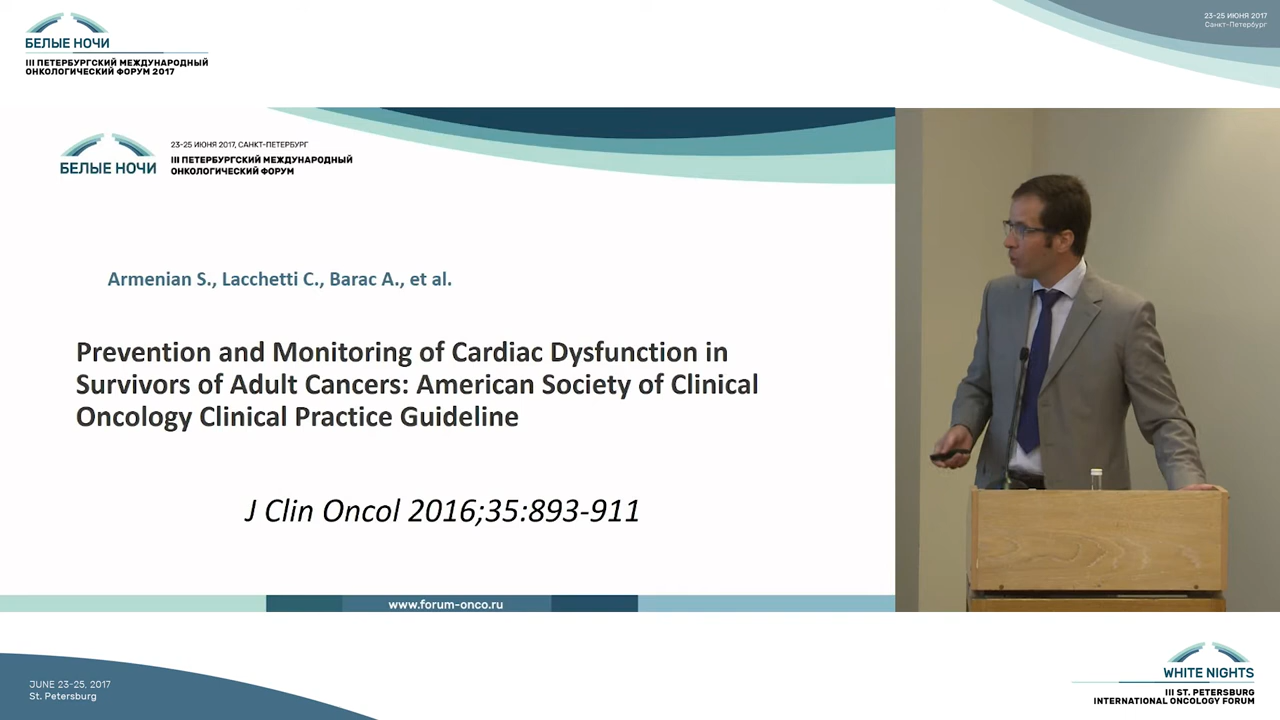 БЕЛЫЕ НОЧИ
III ПЕТЕРБУРГСКИЙ МЕЖДУНАРОДНЫЙ
ОНКОЛОГИЧЕСКИЙ ФОРУМ 2017
23-25 ИЮНЯ 2017
Санкт-Петербург
БЕЛЫЕ НОЧИ
23-25 ИЮНЯ 2017, САНКТ-ПЕТЕРБУРГ
III ПЕТЕРБУРГСКИЙ МЕЖДУНАРОДНЫЙ
ОНКОЛОГИЧЕСКИЙ ФОРУМ
Armenian S., Lacchetti C., Barac A., et al.
Prevention and Monitoring of Cardiac Dysfunction in
Survivors of Adult Cancers: American Society of Clinical
Oncology Clinical Practice Guideline
J Clin Oncol 2016;35:893-911
www.forum-onco.ru
JUNE 23-25, 2017
St. Petersburg
WHITE NIGHTS
III ST. PETERSBURG
INTERNATIONAL ONCOLOGY FORUM